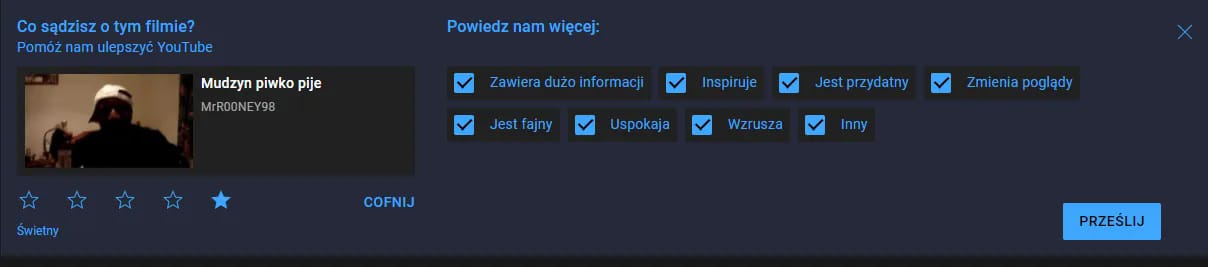 Co sądzisz o tym filmie?
Pomóż nam ulepszyć YouTube
Mudzyn piwko pije
MrR00NEY98
COFNIJ
Świetny
Powiedz nam więcej:
Zawiera dużo informacji Inspiruje Jest przydatny Zmienia poglądy
Jest fajny Uspokaja Wzrusza Inny
PRZEŚLIJ